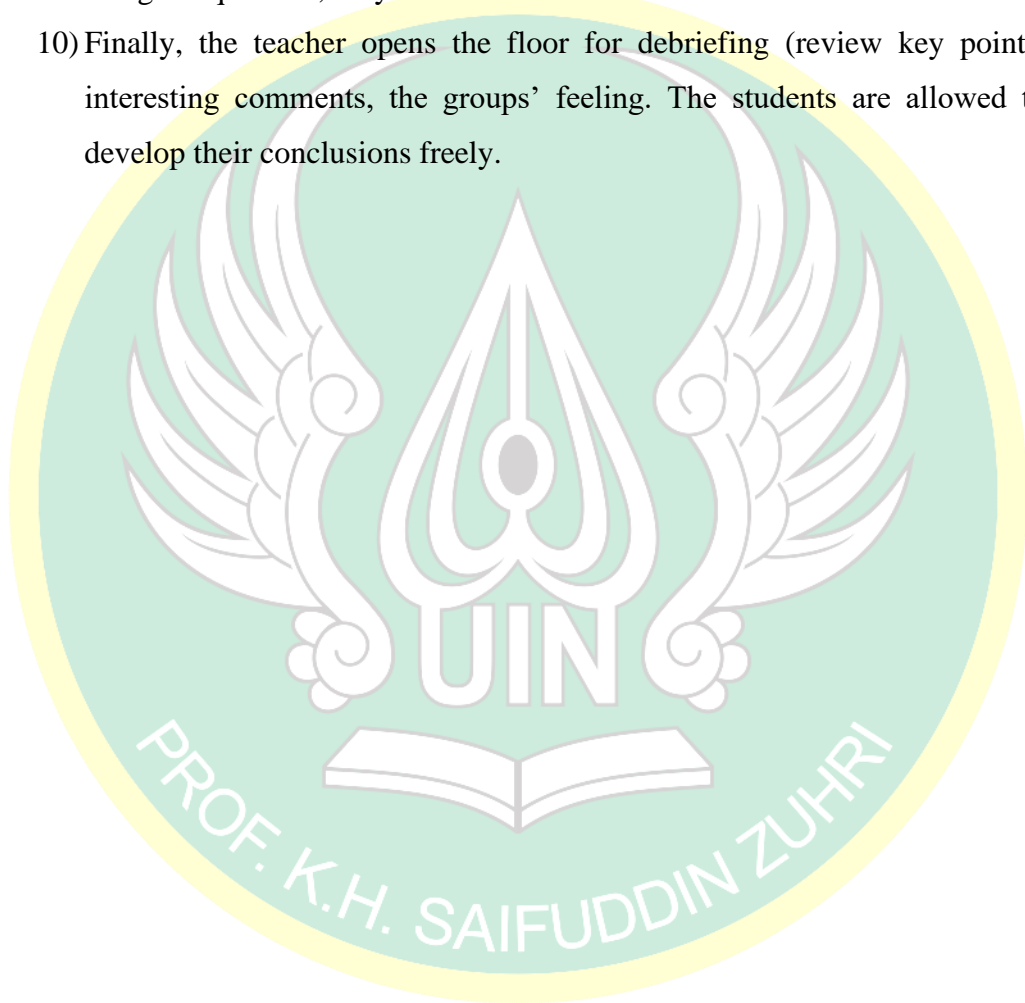 10) Finally, the teacher opens the floor for debriefing (review key point
interesting comments, the groups’ feeling. The students are allowed t
develop their conclusions freely.
UIN
PROF. K.H. SAIFUDDIN ZUHRI